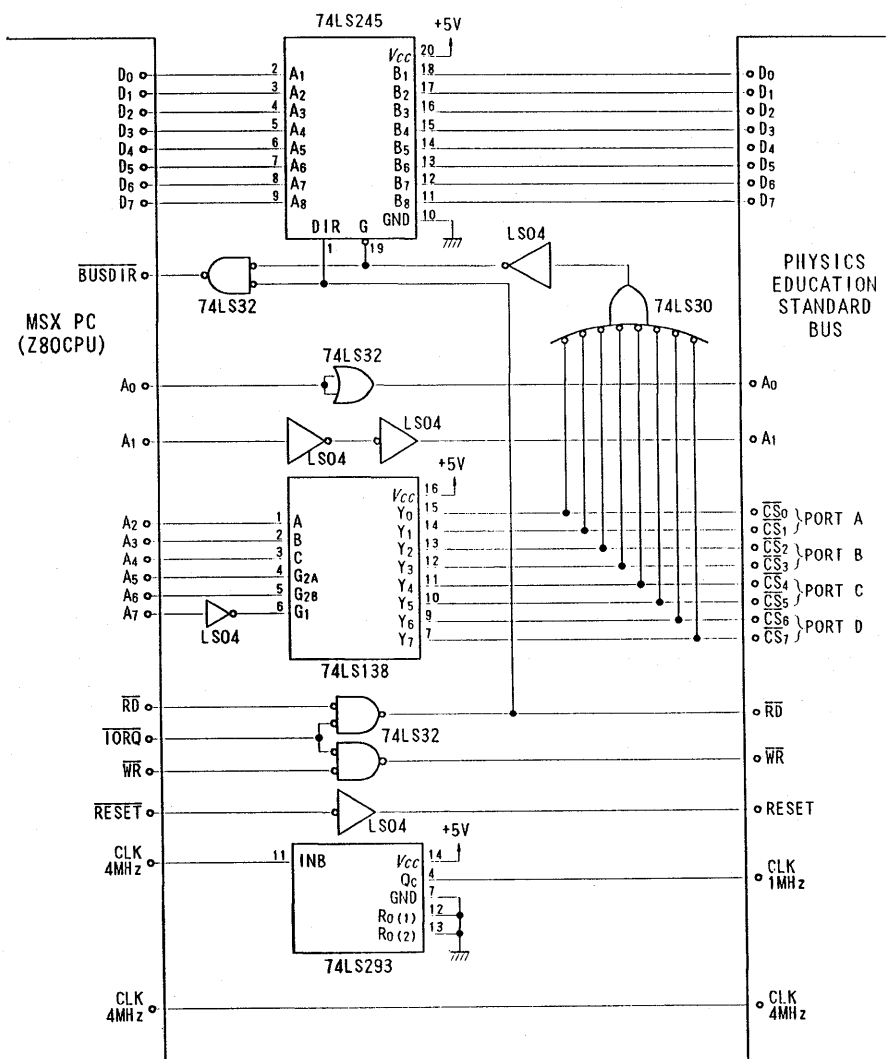 74LS245
+5V
VCC 20
D0 2 A1 B1 18 D0
D1 3 A2 B2 17 D1
D2 4 A3 B3 16 D2
D3 5 A4 B4 15 D3
D4 6 A5 B5 14 D4
D5 7 A6 B6 13 D5
D6 8 A7 B7 12 D6
D7 9 A8 B8 11 D7
GND 10
DIR G
1 19
LS04
BUSDIR
74LS32
74LS30
PHYSICS
EDUCATION
STANDARD
BUS
MSX PC
(Z80CPU)
74LS32
A0 A0
LS04
A1 A1
LS04
+5V
VCC 16
Y0 15 CS0
A2 1 A Y1 14 CS1 PORT A
A3 2 B Y2 13 CS2
A4 3 C Y3 12 CS3 PORT B
A5 4 G2A Y4 11 CS4
A6 5 G2B Y5 10 CS5 PORT C
A7 6 G1 Y6 9 CS6
LS04
Y7 7 CS7 PORT D
74LS138
RD RD
74LS32
IORQ
WR WR
RESET RESET
LS04
+5V
CLK
4MHz
11 INB VCC 14
QC 4
CLK
1MHz
GND 7
R0(1) 12
R0(2) 13
74LS293
CLK
4MHz
CLK
4MHz